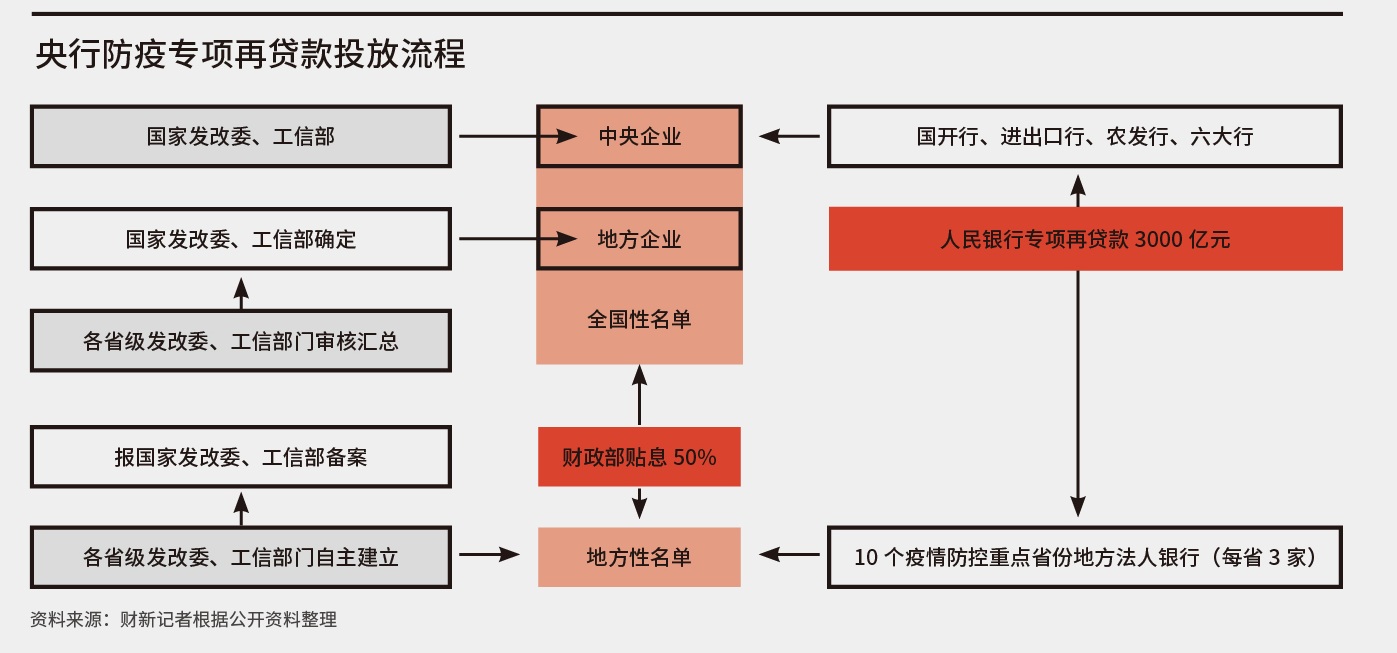 央行防疫专项再贷款投放流程
国家发改委、工信部
中央企业
国开行、进出口行、农发行、六大行
国家发改委、工信部确定
地方企业
人民银行专项再贷款 3000 亿元
各省级发改委、工信部门审核汇总
全国性名单
报国家发改委、工信部备案
财政部贴息 50%
各省级发改委、工信部门自主建立
地方性名单
10 个疫情防控重点省份地方法人银行（每省 3 家）
资料来源：财新记者根据公开资料整理